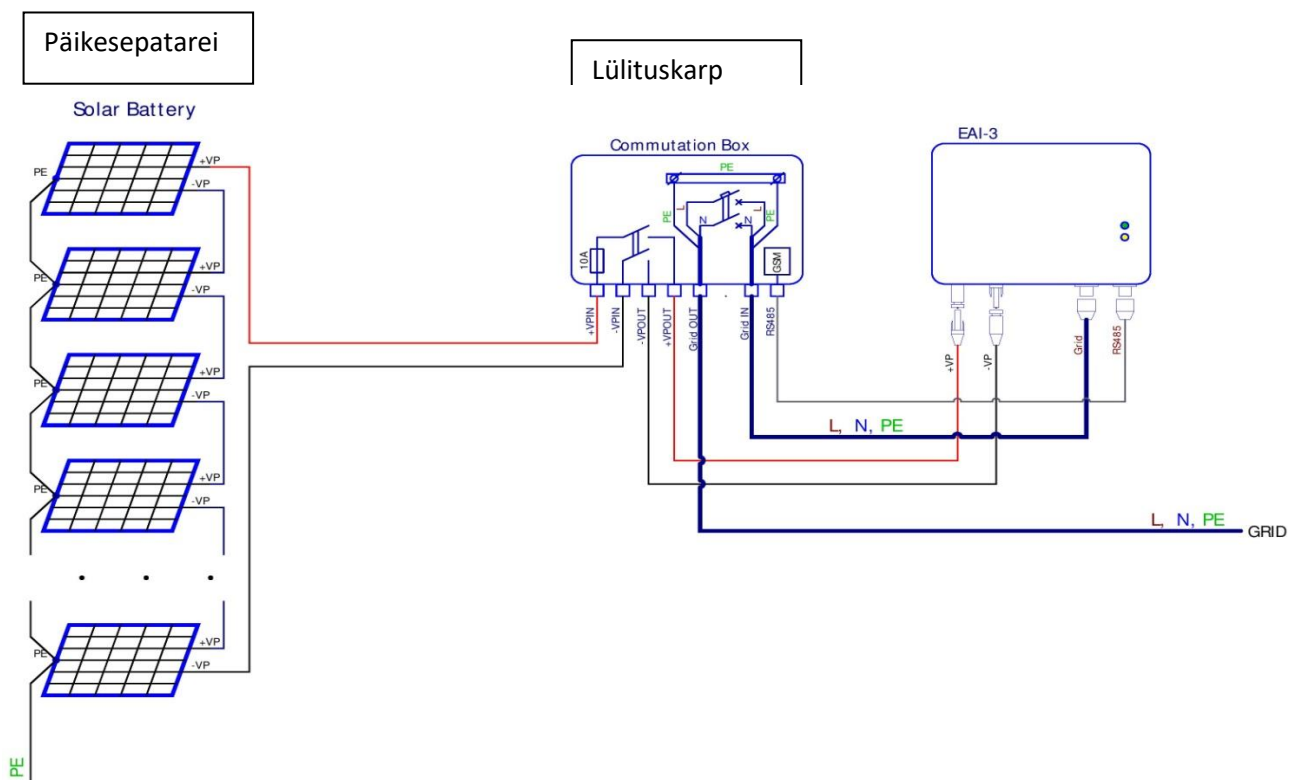 Päikesepatarei
Lülituskarp
Solar Battery
PE
+VP
-VP
PE
+VP
-VP
PE
+VP
-VP
PE
+VP
-VP
PE
+VP
-VP
PE
Commutation Box
PE
L
N
N
L
PE
PE
10A
GSM
+VPIN
-VPIN
-VPOUT
+VPOUT
Grid OUT
Grid IN
RS485
EAI-3
+VP
-VP
Grid
RS485
L, N, PE
L, N, PE
GRID